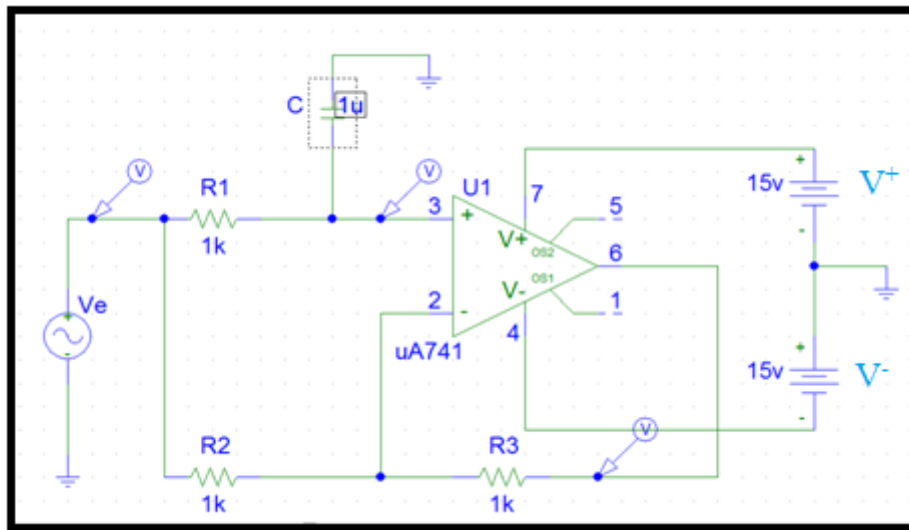 C
1u
V
V
R1
1k
U1
3
+
7
5
V+
OS2
6
OS1
V-
1
2
-
4
uA741
Ve
+
-
+
15v
V+
-
+
15v
V-
-
R2
1k
R3
1k
V